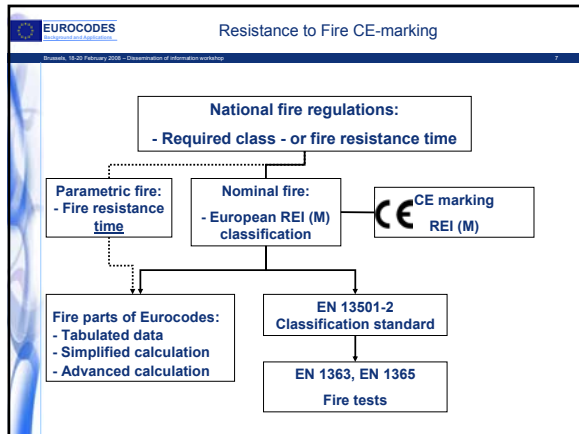 EUROCODES
Background and Applications
Resistance to Fire CE-marking
Brussels, 18-20 February 2008 – Dissemination of information workshop
7
National fire regulations:
- Required class - or fire resistance time
Parametric fire:
- Fire resistance
time
Nominal fire:
- European REI (M)
classification
CE CE marking
REI (M)
Fire parts of Eurocodes:
- Tabulated data
- Simplified calculation
- Advanced calculation
EN 13501-2
Classification standard
EN 1363, EN 1365
Fire tests